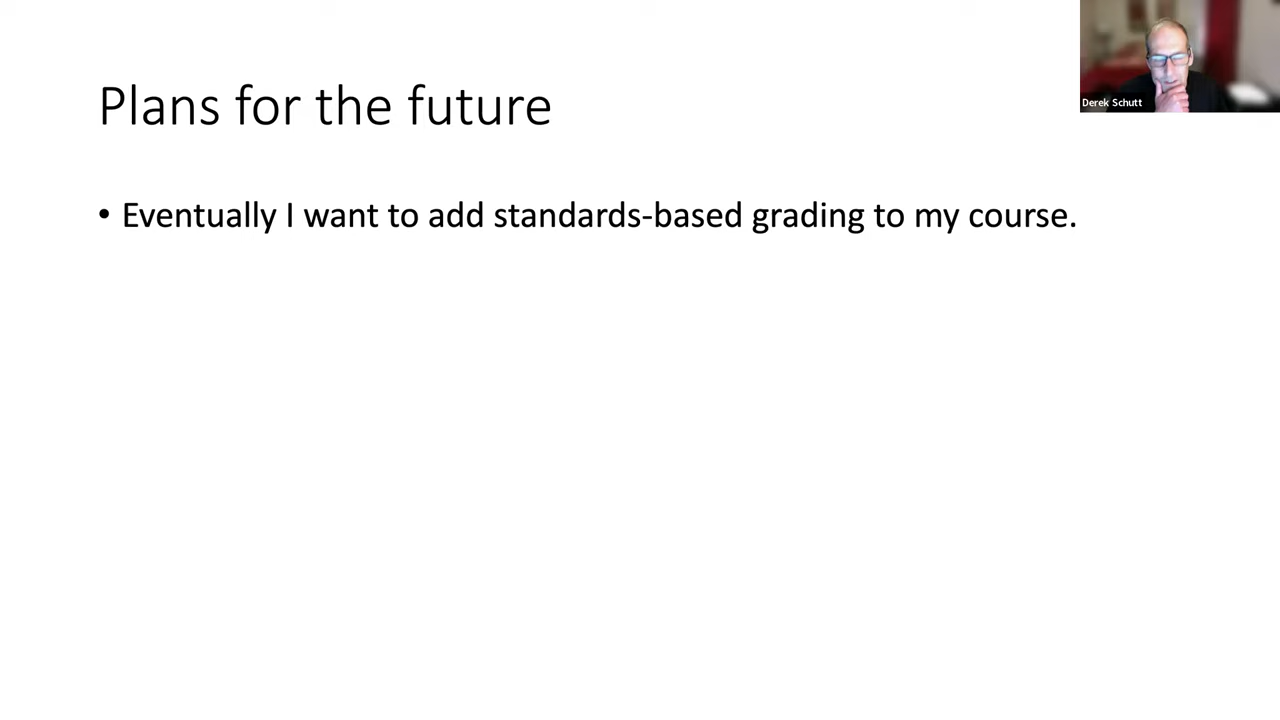 Plans for the future
• Eventually I want to add standards-based grading to my course.
Derek Schutt